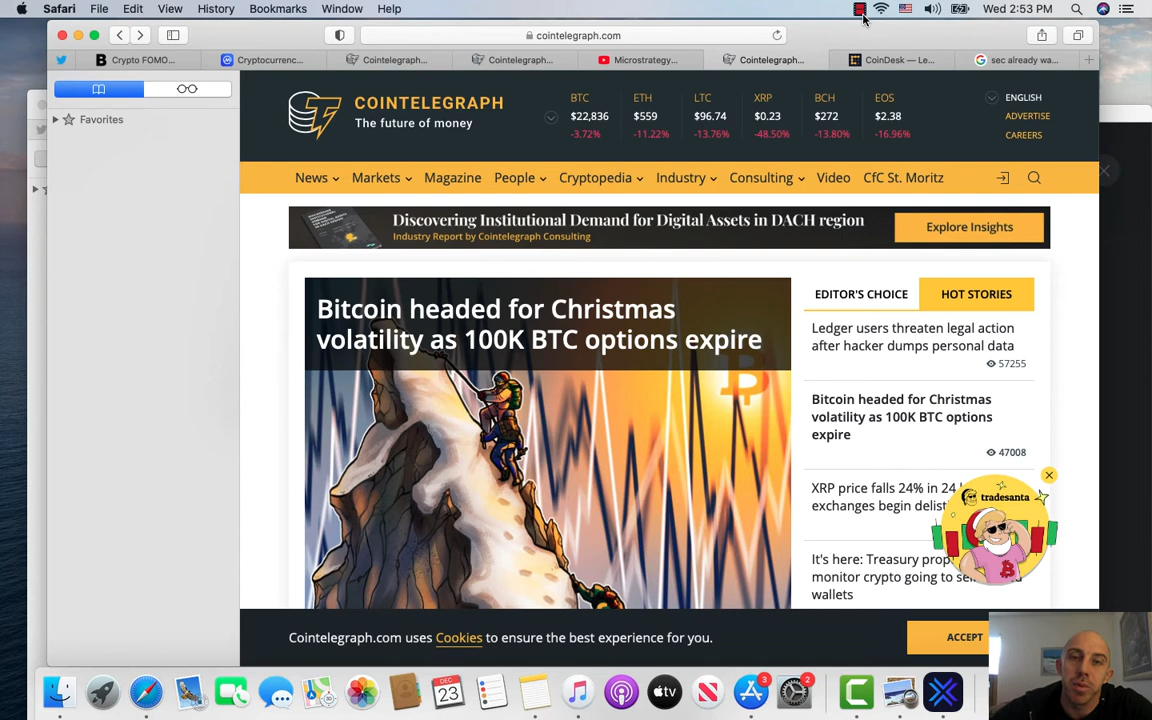 Safari File Edit View History Bookmarks Window Help Wed 2:53 PM
cointelegraph.com
Crypto FOMO... Cryptocurrenc... Cointelegraph... Cointelegraph... Microstrategy... Cointelegraph... CoinDesk — Le... sec already wa...
Favorites
COINTELEGRAPH
The future of money
BTC ETH LTC XRP BCH EOS
$22,836 $559 $96.74 $0.23 $272 $2.38
-3.72% -11.22% -13.76% -48.50% -13.80% -16.96%
ENGLISH
ADVERTISE
CAREERS
News Markets Magazine People Cryptopedia Industry Consulting Video CfC St. Moritz
Discovering Institutional Demand for Digital Assets in DACH region
Industry Report by Cointelegraph Consulting
Explore Insights
Bitcoin headed for Christmas
volatility as 100K BTC options expire
EDITOR'S CHOICE HOT STORIES
Ledger users threaten legal action
after hacker dumps personal data
57255
Bitcoin headed for Christmas
volatility as 100K BTC options
expire
47008
XRP price falls 24% in 24
exchanges begin
It's here: Treasury
monitor crypto going to
wallets
tradesanta
Cointelegraph.com uses Cookies to ensure the best experience for you.
ACCEPT
DEC
23
3
2
tv